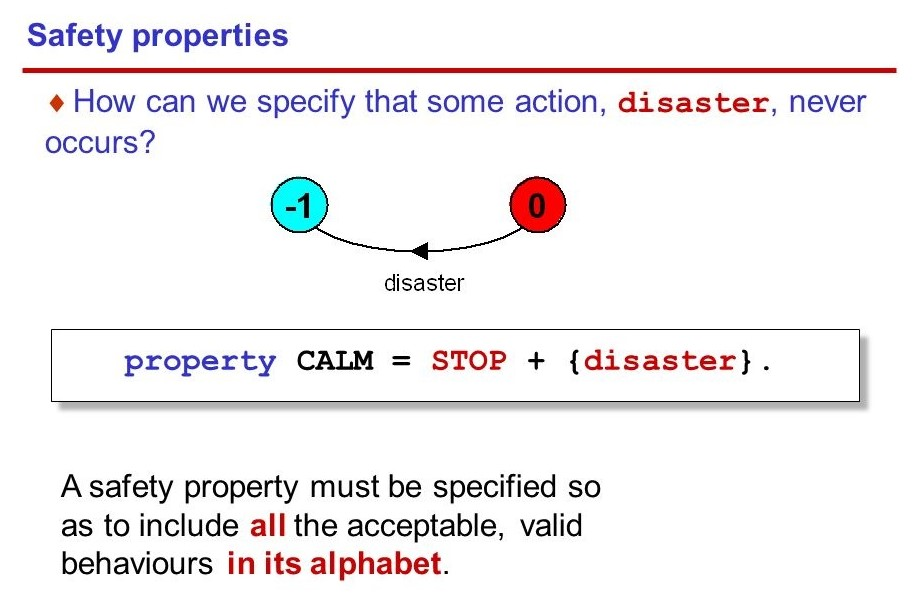 Safety properties
♦ How can we specify that some action, disaster, never
occurs?
-1 0
disaster
property CALM = STOP + {disaster}.
A safety property must be specified so
as to include all the acceptable, valid
behaviours in its alphabet.